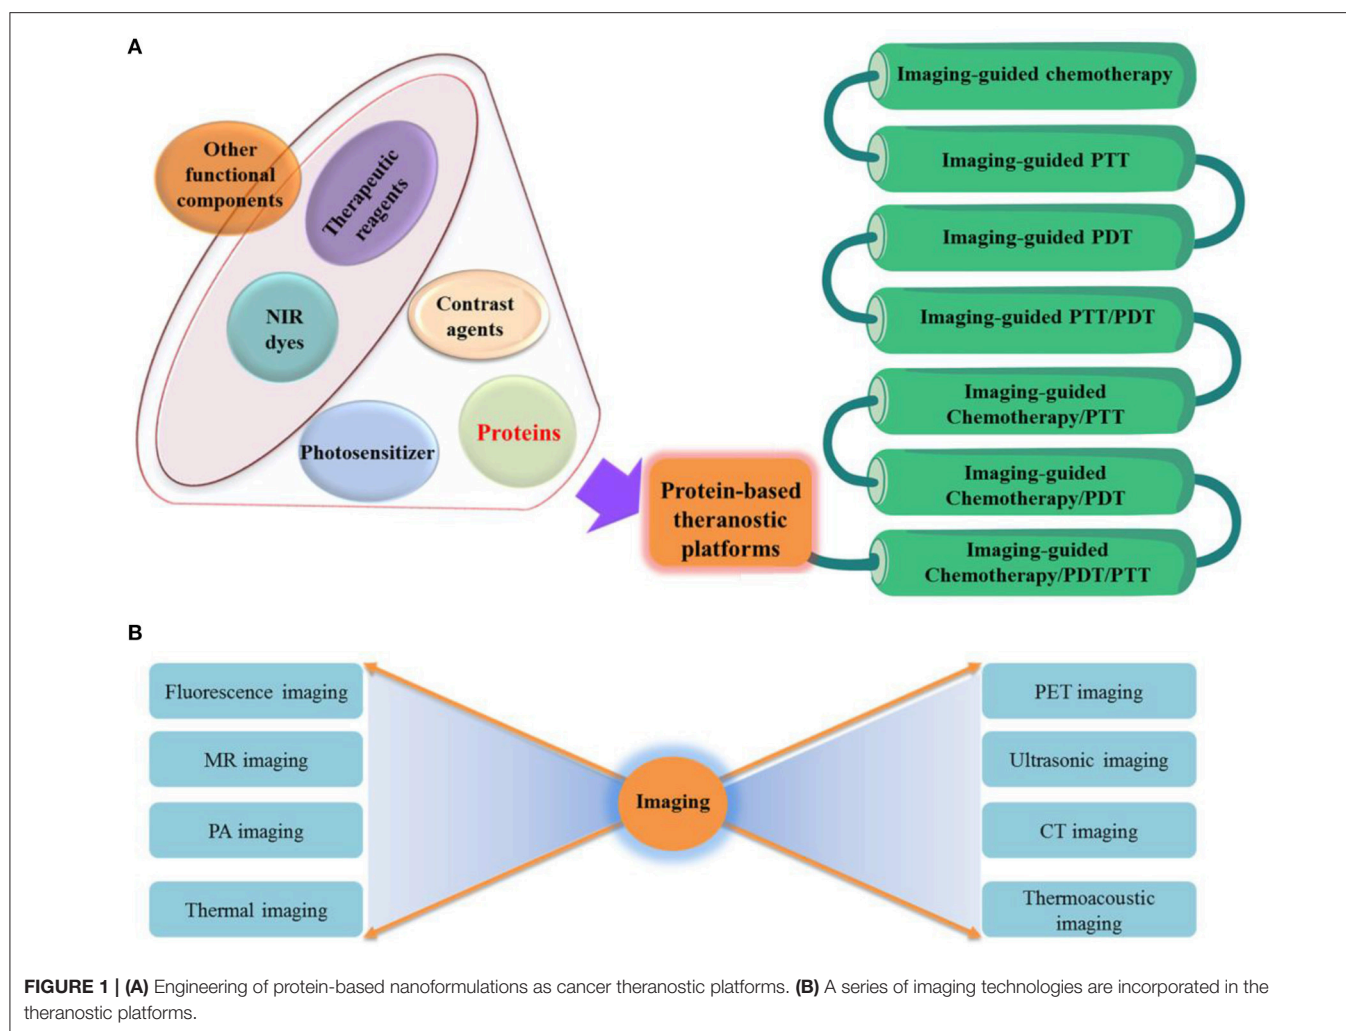 A
Other
functional
components
Therapeutic
reagents
NIR
dyes
Contrast
agents
Photosensitizer
Proteins
Protein-based
theranostic
platforms
Imaging-guided chemotherapy
Imaging-guided PTT
Imaging-guided PDT
Imaging-guided PTT/PDT
Imaging-guided
Chemotherapy/PTT
Imaging-guided
Chemotherapy/PDT
Imaging-guided
Chemotherapy/PDT/PTT
B
Fluorescence imaging
MR imaging
PA imaging
Thermal imaging
Imaging
PET imaging
Ultrasonic imaging
CT imaging
Thermoacoustic
imaging
FIGURE 1 | (A) Engineering of protein-based nanoformulations as cancer theranostic platforms. (B) A series of imaging technologies are incorporated in the
theranostic platforms.